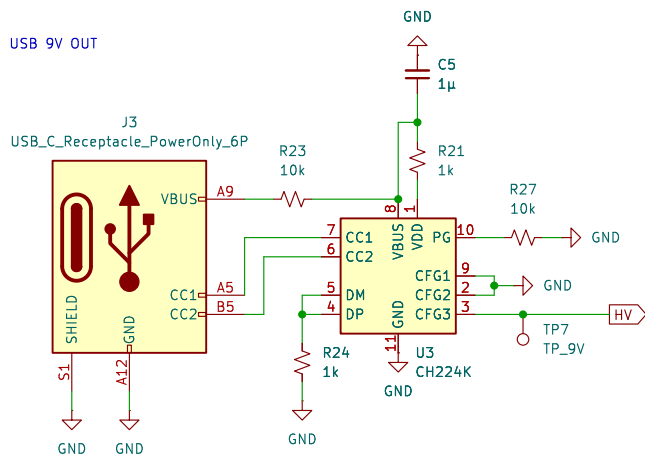 GND
USB 9V OUT
C5
1µ
J3
USB_C_Receptacle_PowerOnly_6P
R23
10k
R21
1k
R27
10k
VBUS
A9
8
1
7
CC1
6
CC2
VBUS
VDD
PG
10
GND
CFG1
9
CFG2
2
GND
CC1
A5
5
DM
CC2
B5
4
DP
GND
CFG3
3
HV
SHIELD
GND
11
TP7
TP_9V
R24
1k
U3
CH224K
S1
A12
GND
GND
GND
GND